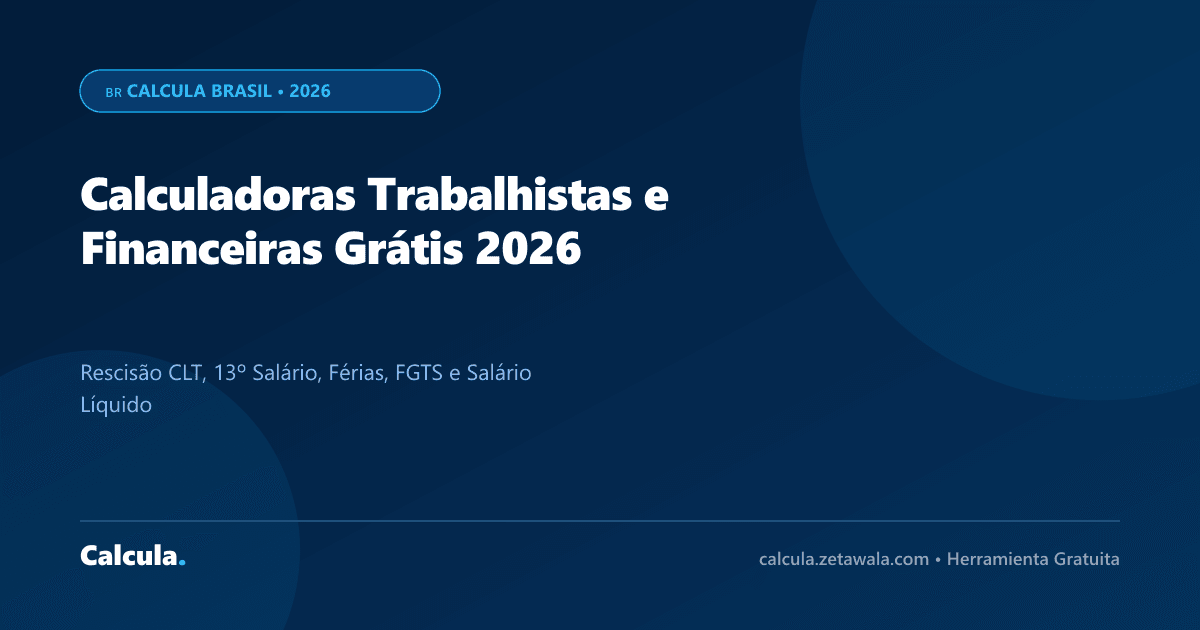 BR CALCULA BRASIL • 2026
Calculadoras Trabalhistas e
Financeiras Grátis 2026
Rescisão CLT, 13º Salário, Férias, FGTS e Salário
Líquido
Calcula.
calcula.zetawala.com • Herramienta Gratuita